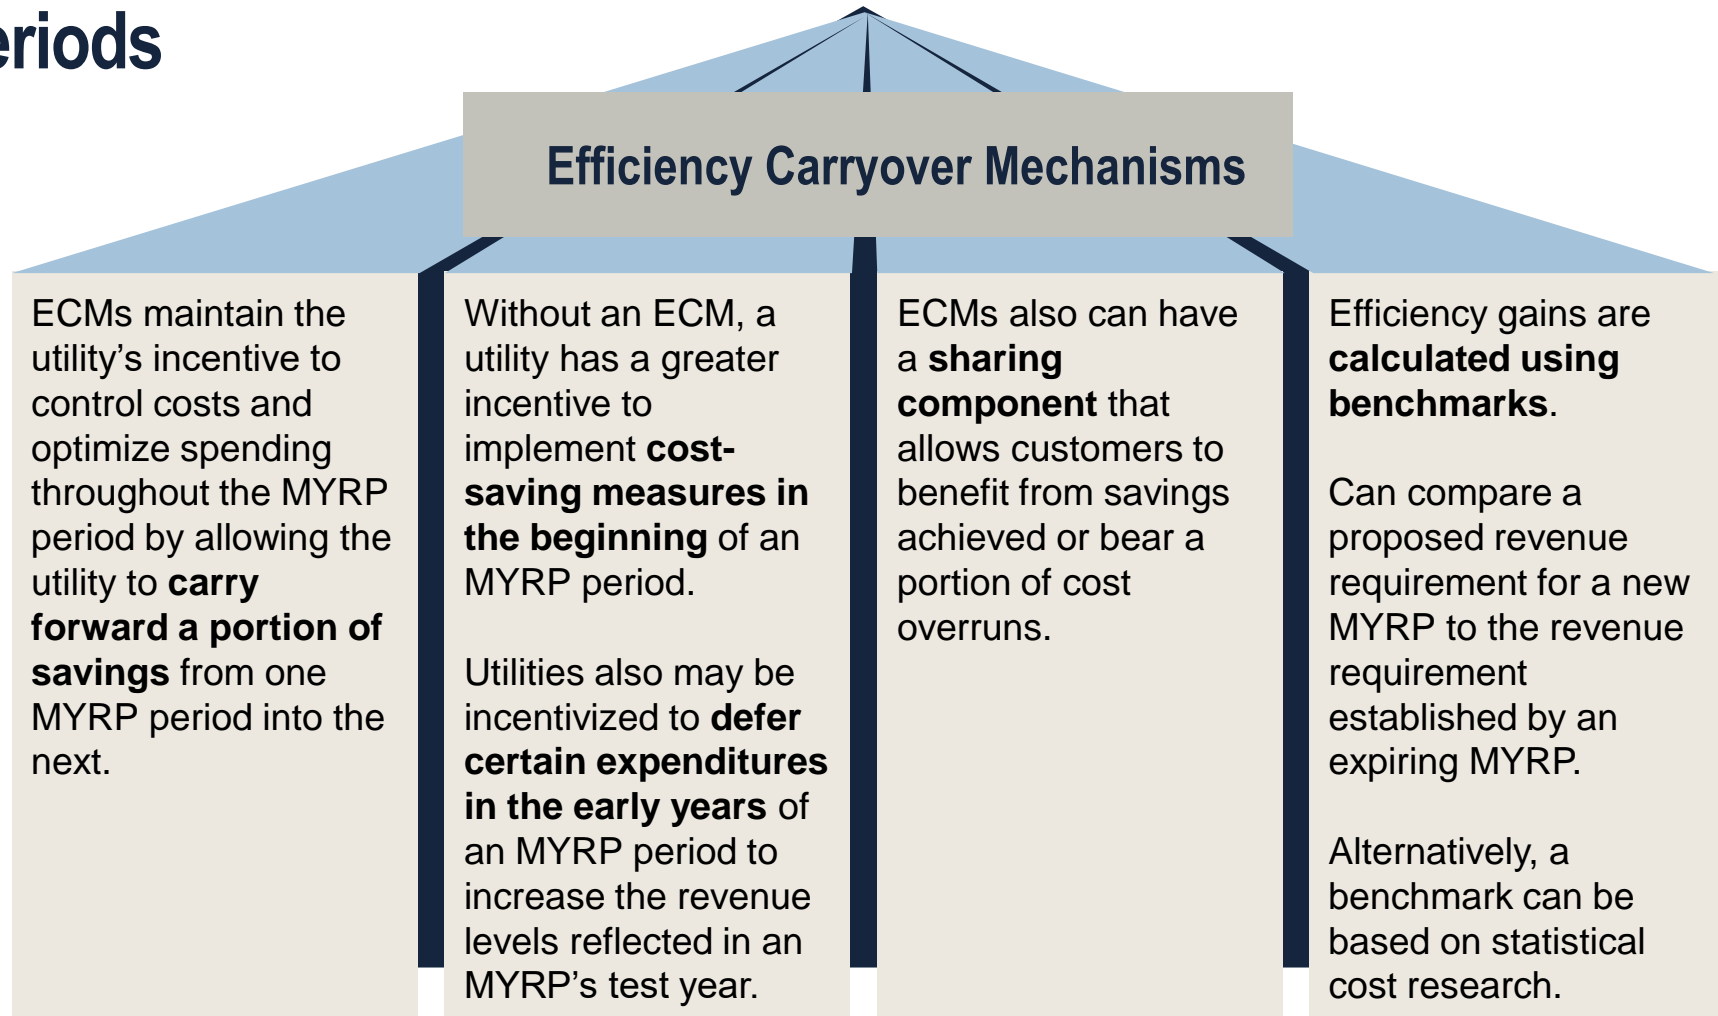 eriods
Efficiency Carryover Mechanisms
ECMs maintain the
utility’s incentive to
control costs and
optimize spending
throughout the MYRP
period by allowing the
utility to carry
forward a portion of
savings from one
MYRP period into the
next.
Without an ECM, a
utility has a greater
incentive to
implement cost-
saving measures in
the beginning of an
MYRP period.
Utilities also may be
incentivized to defer
certain expenditures
in the early years of
an MYRP period to
increase the revenue
levels reflected in an
MYRP’s test year.
ECMs also can have
a sharing
component that
allows customers to
benefit from savings
achieved or bear a
portion of cost
overruns.
Efficiency gains are
calculated using
benchmarks.
Can compare a
proposed revenue
requirement for a new
MYRP to the revenue
requirement
established by an
expiring MYRP.
Alternatively, a
benchmark can be
based on statistical
cost research.